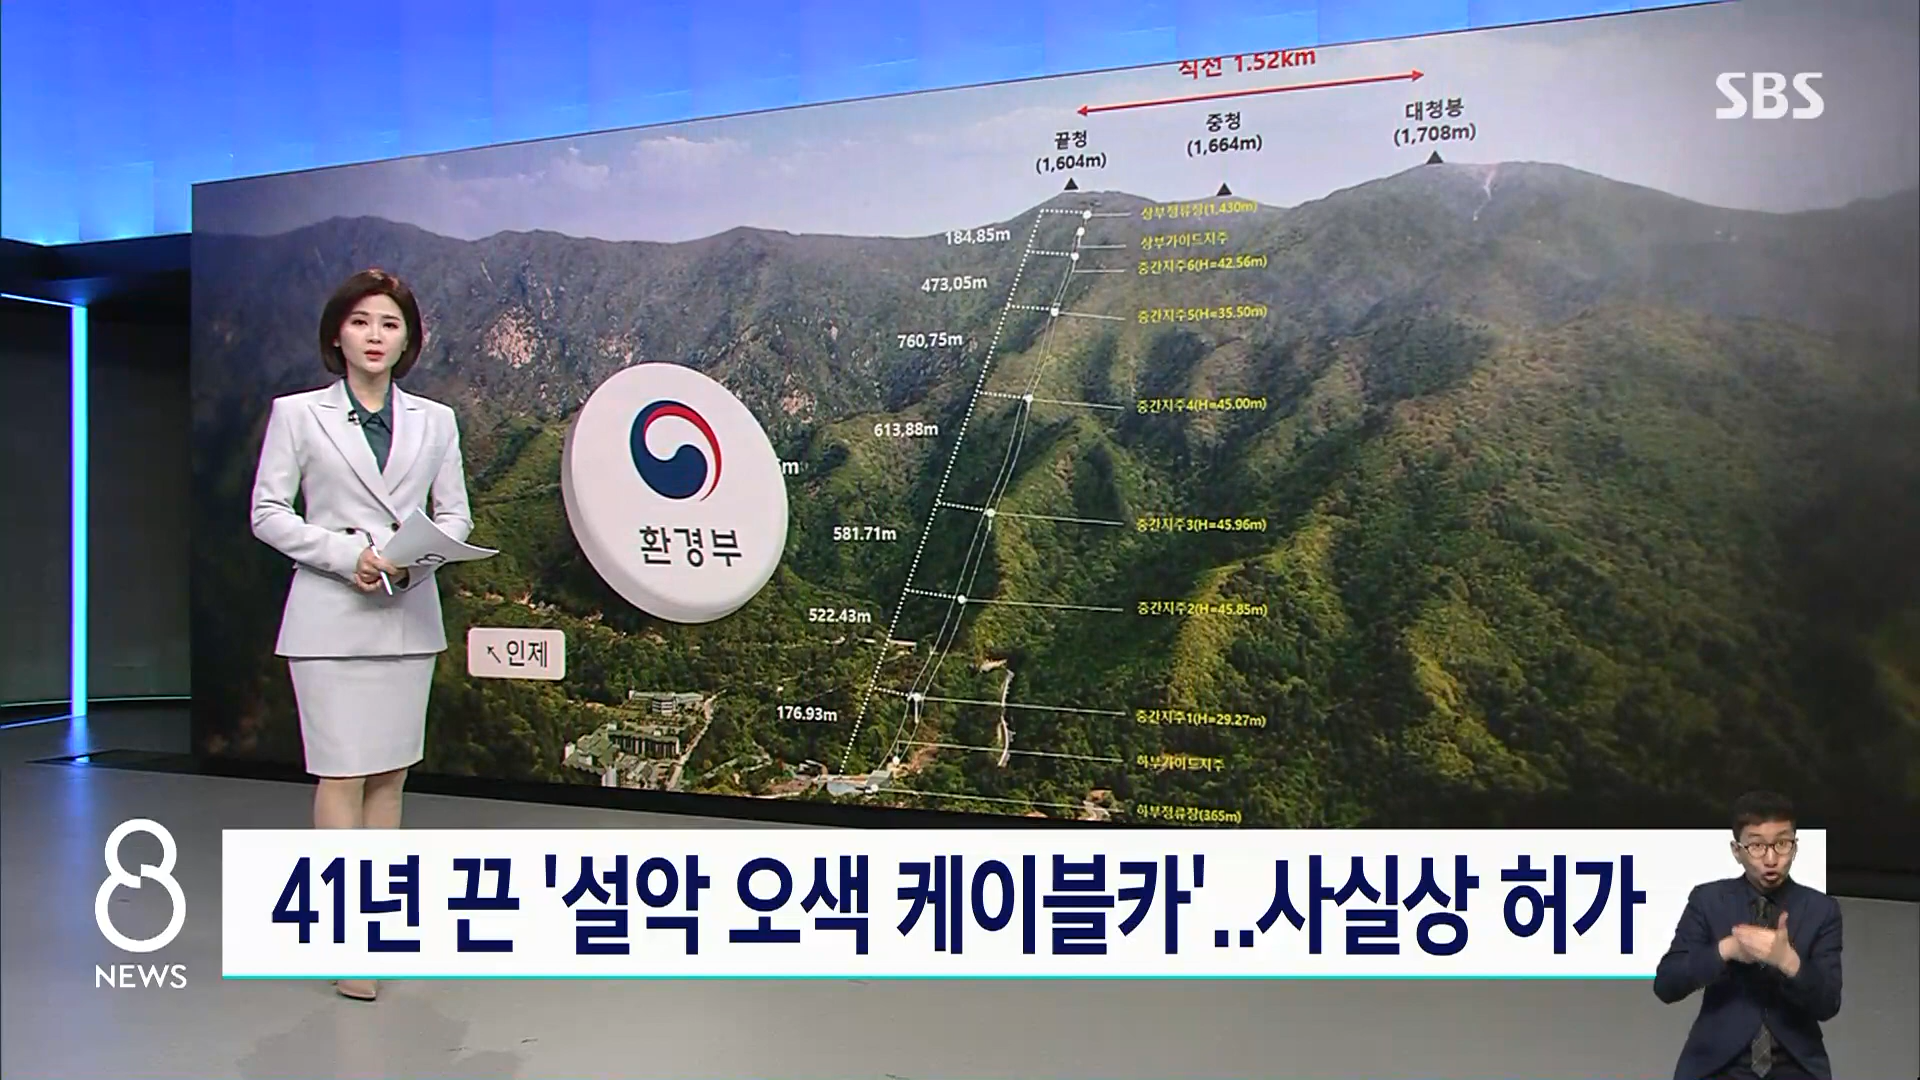 직선 1.52km
SBS
끝청
(1,604m)
중청
(1,664m)
대청봉
(1,708m)
상부정류장(1,430m)
184,85m
상부가이드지주
중간지주6(H=42.56m)
473,05m
중간지주5(H=35.50m)
760,75m
중간지주4(H=45.00m)
613,88m
m
중간지주3(H=45.96m)
581.71m
환경부
중간지주2(H=45.85m)
522.43m
↖인제
176.93m
중간지주1(H=29.27m)
하부가이드지주
하부정류장(365m)
8
NEWS
41년 끈 '설악 오색 케이블카'..사실상 허가